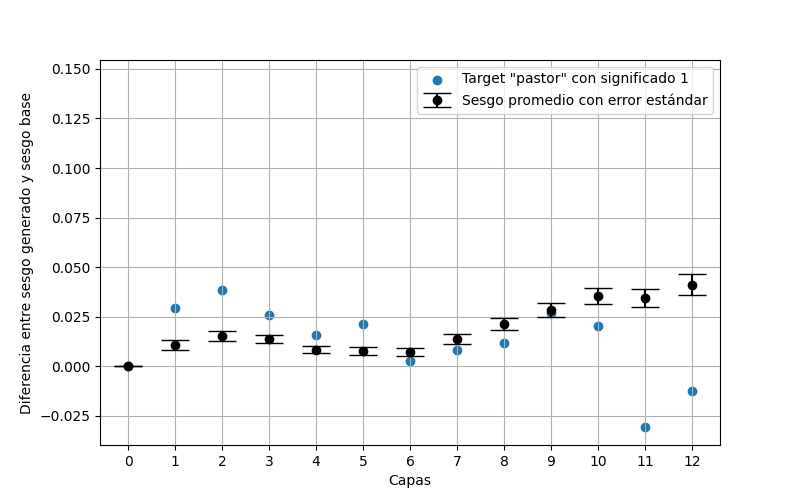 Target "pastor" con significado 1
Sesgo promedio con error estándar
Diferencia entre sesgo generado y sesgo base
0.150
0.125
0.100
0.075
0.050
0.025
0.000
−0.025
0 1 2 3 4 5 6 7 8 9 10 11 12
Capas